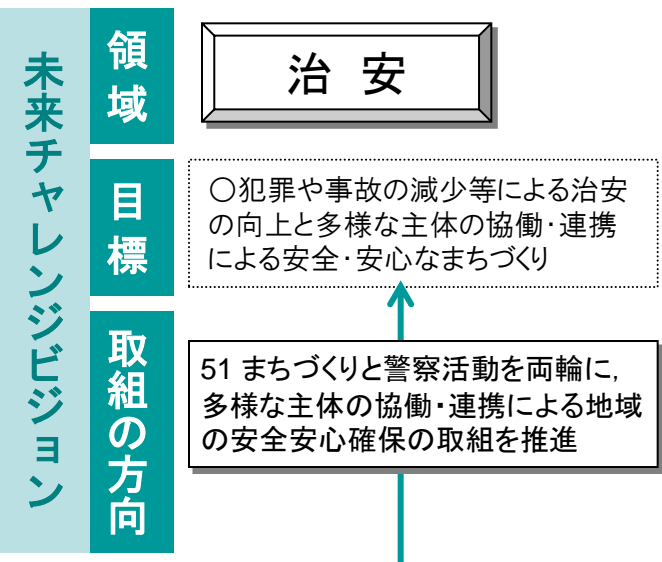 未来チャレンジビジョン
領域
治 安
目標
○犯罪や事故の減少等による治安
の向上と多様な主体の協働・連携
による安全・安心なまちづくり
取組の方向
51 まちづくりと警察活動を両輪に,
多様な主体の協働・連携による地域
の安全安心確保の取組を推進